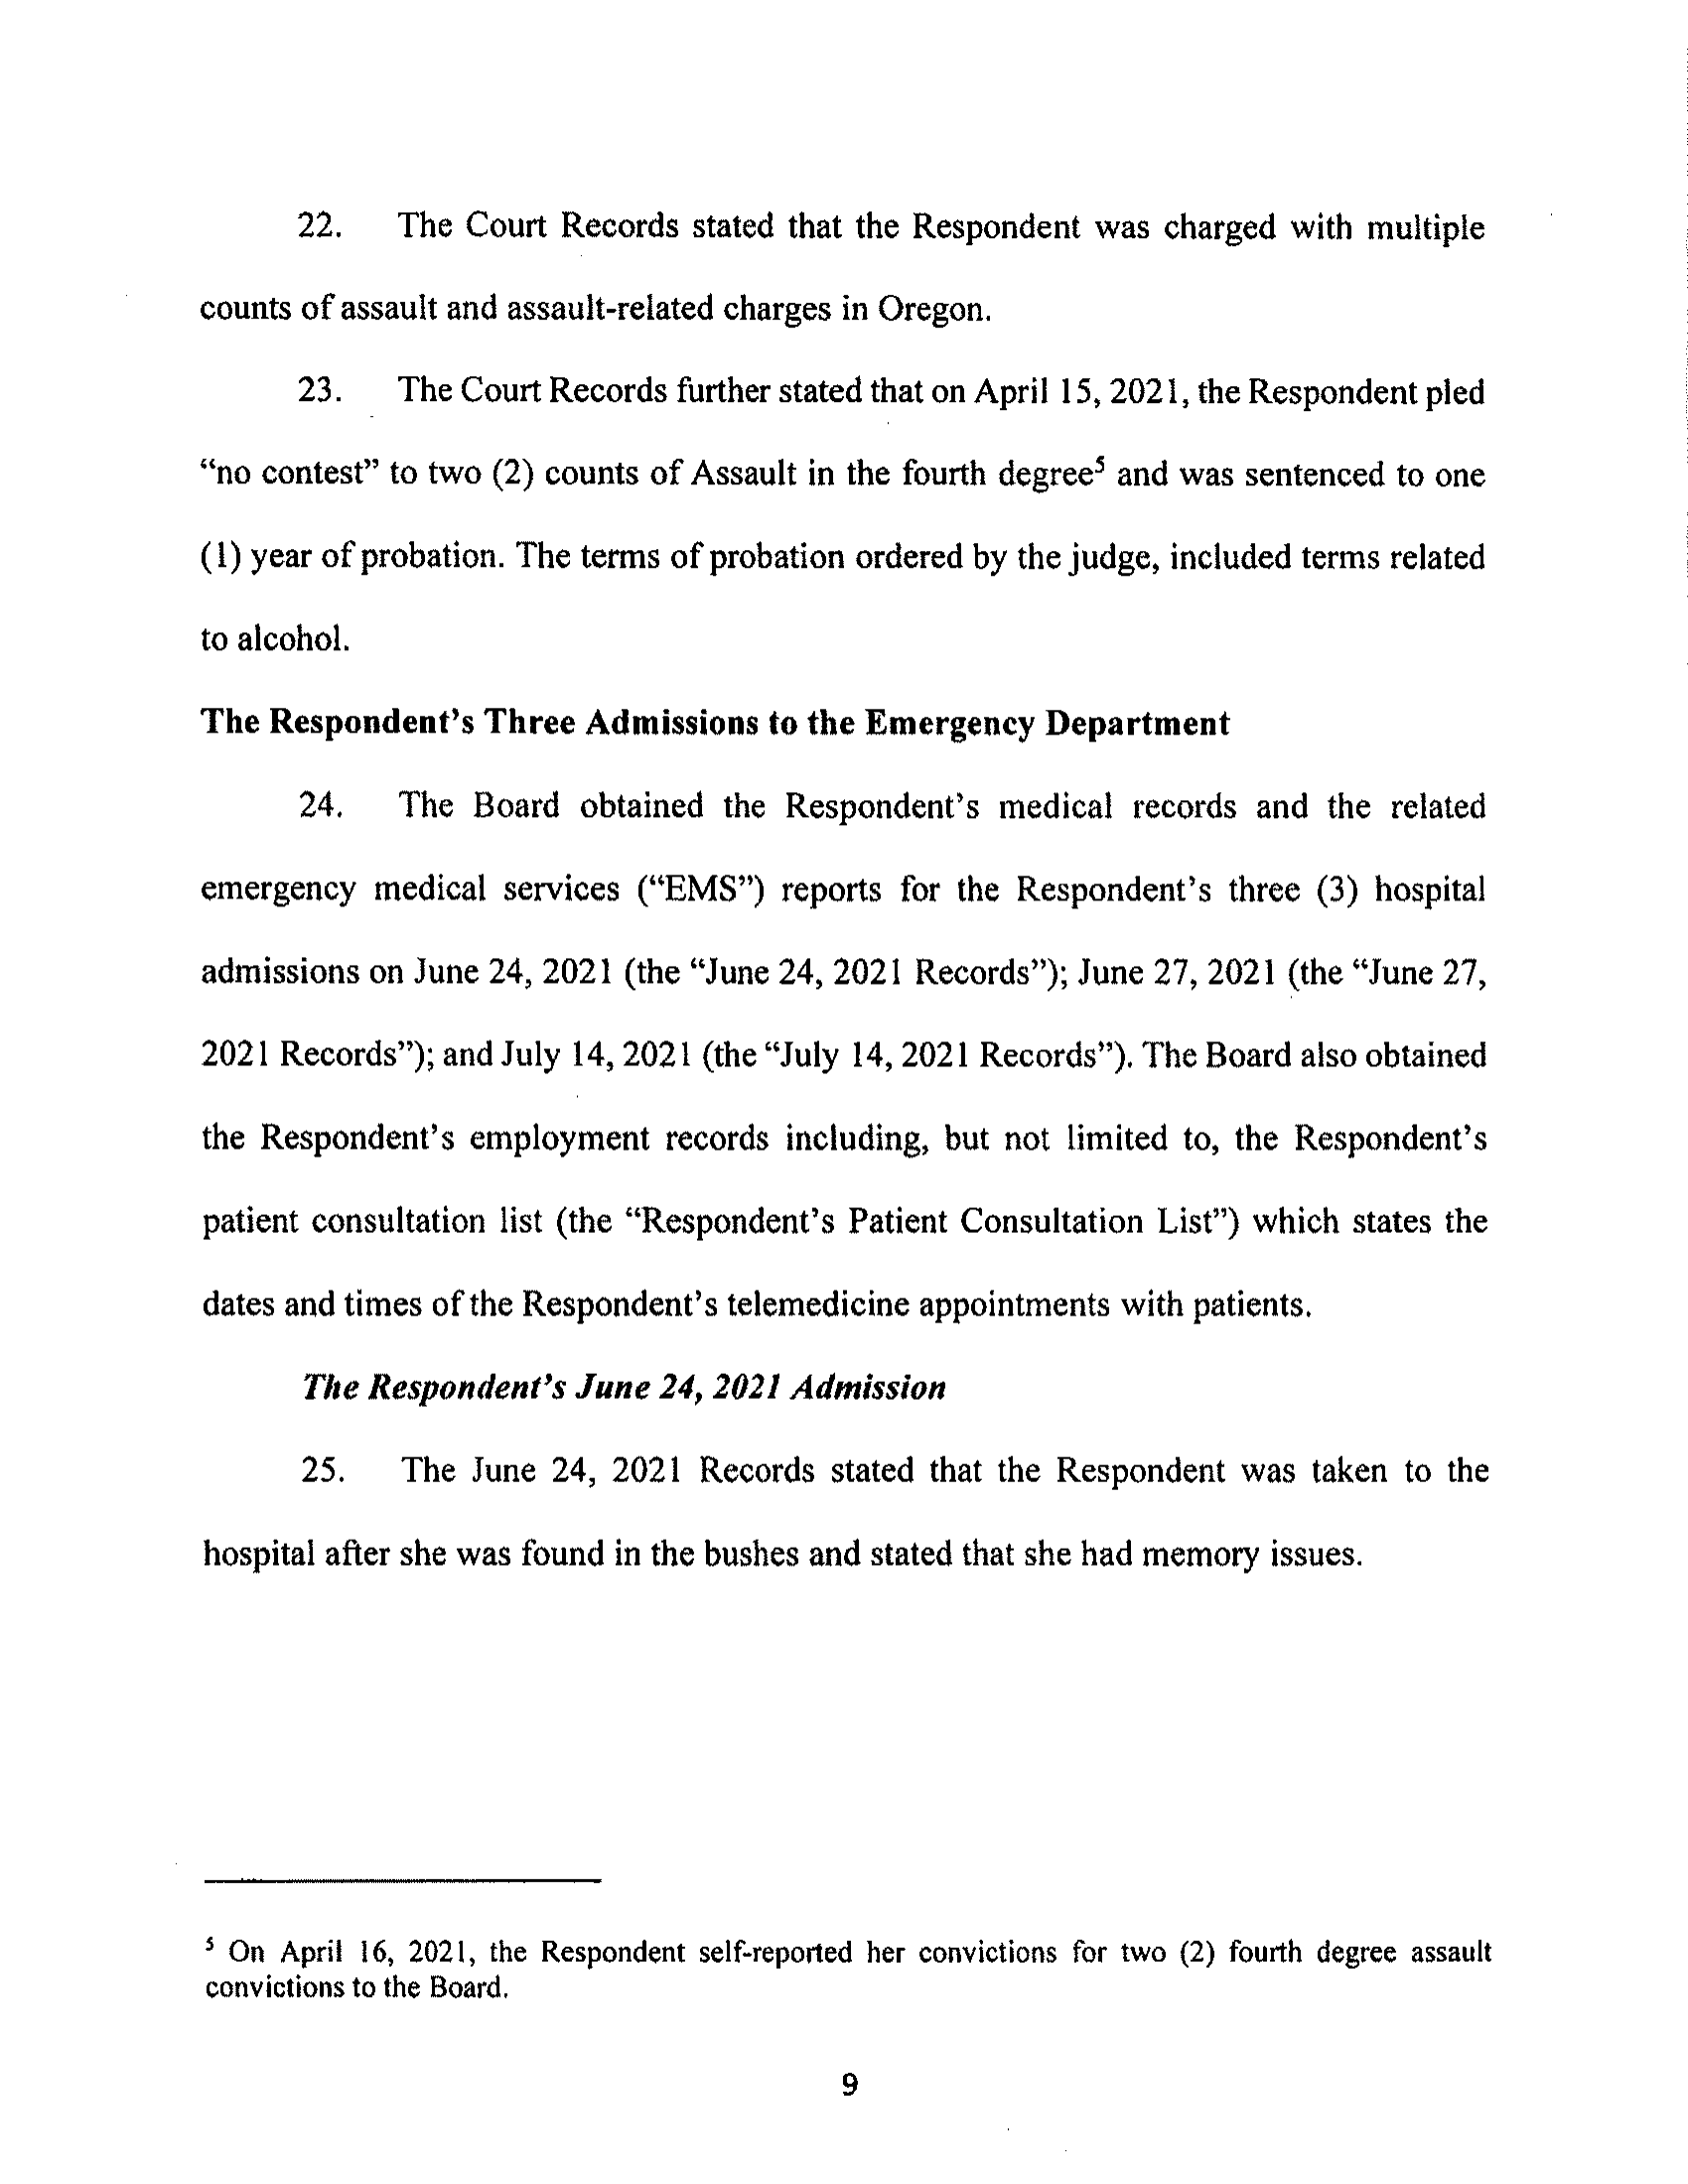 22. The Court Records stated that the Respondent was charged with multiple
counts of assault and assault-related charges in Oregon.
23. The Court Records further stated that on April 15, 2021, the Respondent pled
“no contest” to two (2) counts of Assault in the fourth degree⁵ and was sentenced to one
(1) year of probation. The terms of probation ordered by the judge, included terms related
to alcohol.
The Respondent’s Three Admissions to the Emergency Department
24. The Board obtained the Respondent’s medical records and the related
emergency medical services (“EMS”) reports for the Respondent’s three (3) hospital
admissions on June 24, 2021 (the “June 24, 2021 Records”); June 27, 2021 (the “June 27,
2021 Records”); and July 14, 2021 (the “July 14, 2021 Records”). The Board also obtained
the Respondent’s employment records including, but not limited to, the Respondent’s
patient consultation list (the “Respondent’s Patient Consultation List”) which states the
dates and times of the Respondent’s telemedicine appointments with patients.
The Respondent’s June 24, 2021 Admission
25. The June 24, 2021 Records stated that the Respondent was taken to the
hospital after she was found in the bushes and stated that she had memory issues.
⁵ On April 16, 2021, the Respondent self-reported her convictions for two (2) fourth degree assault
convictions to the Board.
9